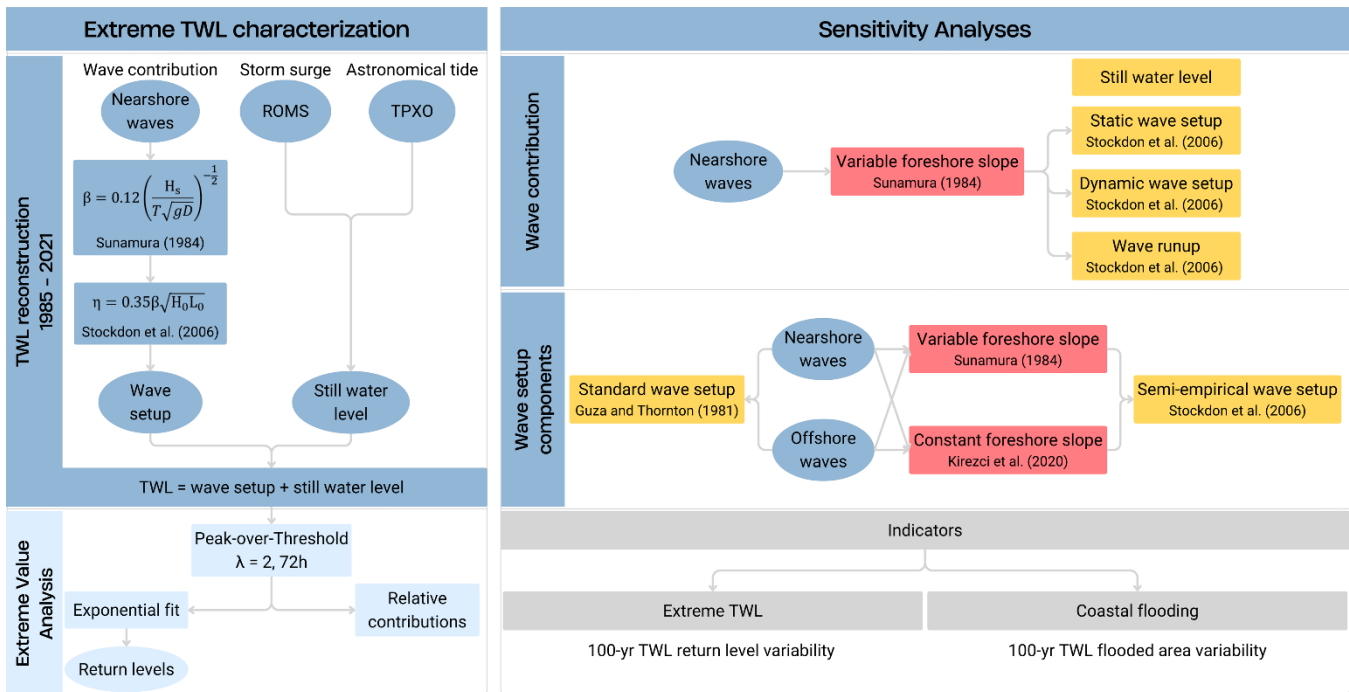 Extreme TWL characterization
TWL reconstruction
1985 - 2021
Wave contribution
Storm surge
Astronomical tide
Nearshore
waves
ROMS
TPXO
β = 0.12 (H_s / T√gD)^(-1/2)
Sunamura (1984)
η = 0.35β√H₀L₀
Stockdon et al. (2006)
Wave
setup
Still water
level
TWL = wave setup + still water level
Extreme Value
Analysis
Peak-over-Threshold
λ = 2, 72h
Exponential fit
Relative
contributions
Return levels
Sensitivity Analyses
Wave contribution
Nearshore
waves
Variable foreshore slope
Sunamura (1984)
Still water level
Static wave setup
Stockdon et al. (2006)
Dynamic wave setup
Stockdon et al. (2006)
Wave runup
Stockdon et al. (2006)
Wave setup
components
Standard wave setup
Guza and Thornton (1981)
Nearshore
waves
Offshore
waves
Variable foreshore slope
Sunamura (1984)
Constant foreshore slope
Kirezci et al. (2020)
Semi-empirical wave setup
Stockdon et al. (2006)
Indicators
Extreme TWL
Coastal flooding
100-yr TWL return level variability
100-yr TWL flooded area variability